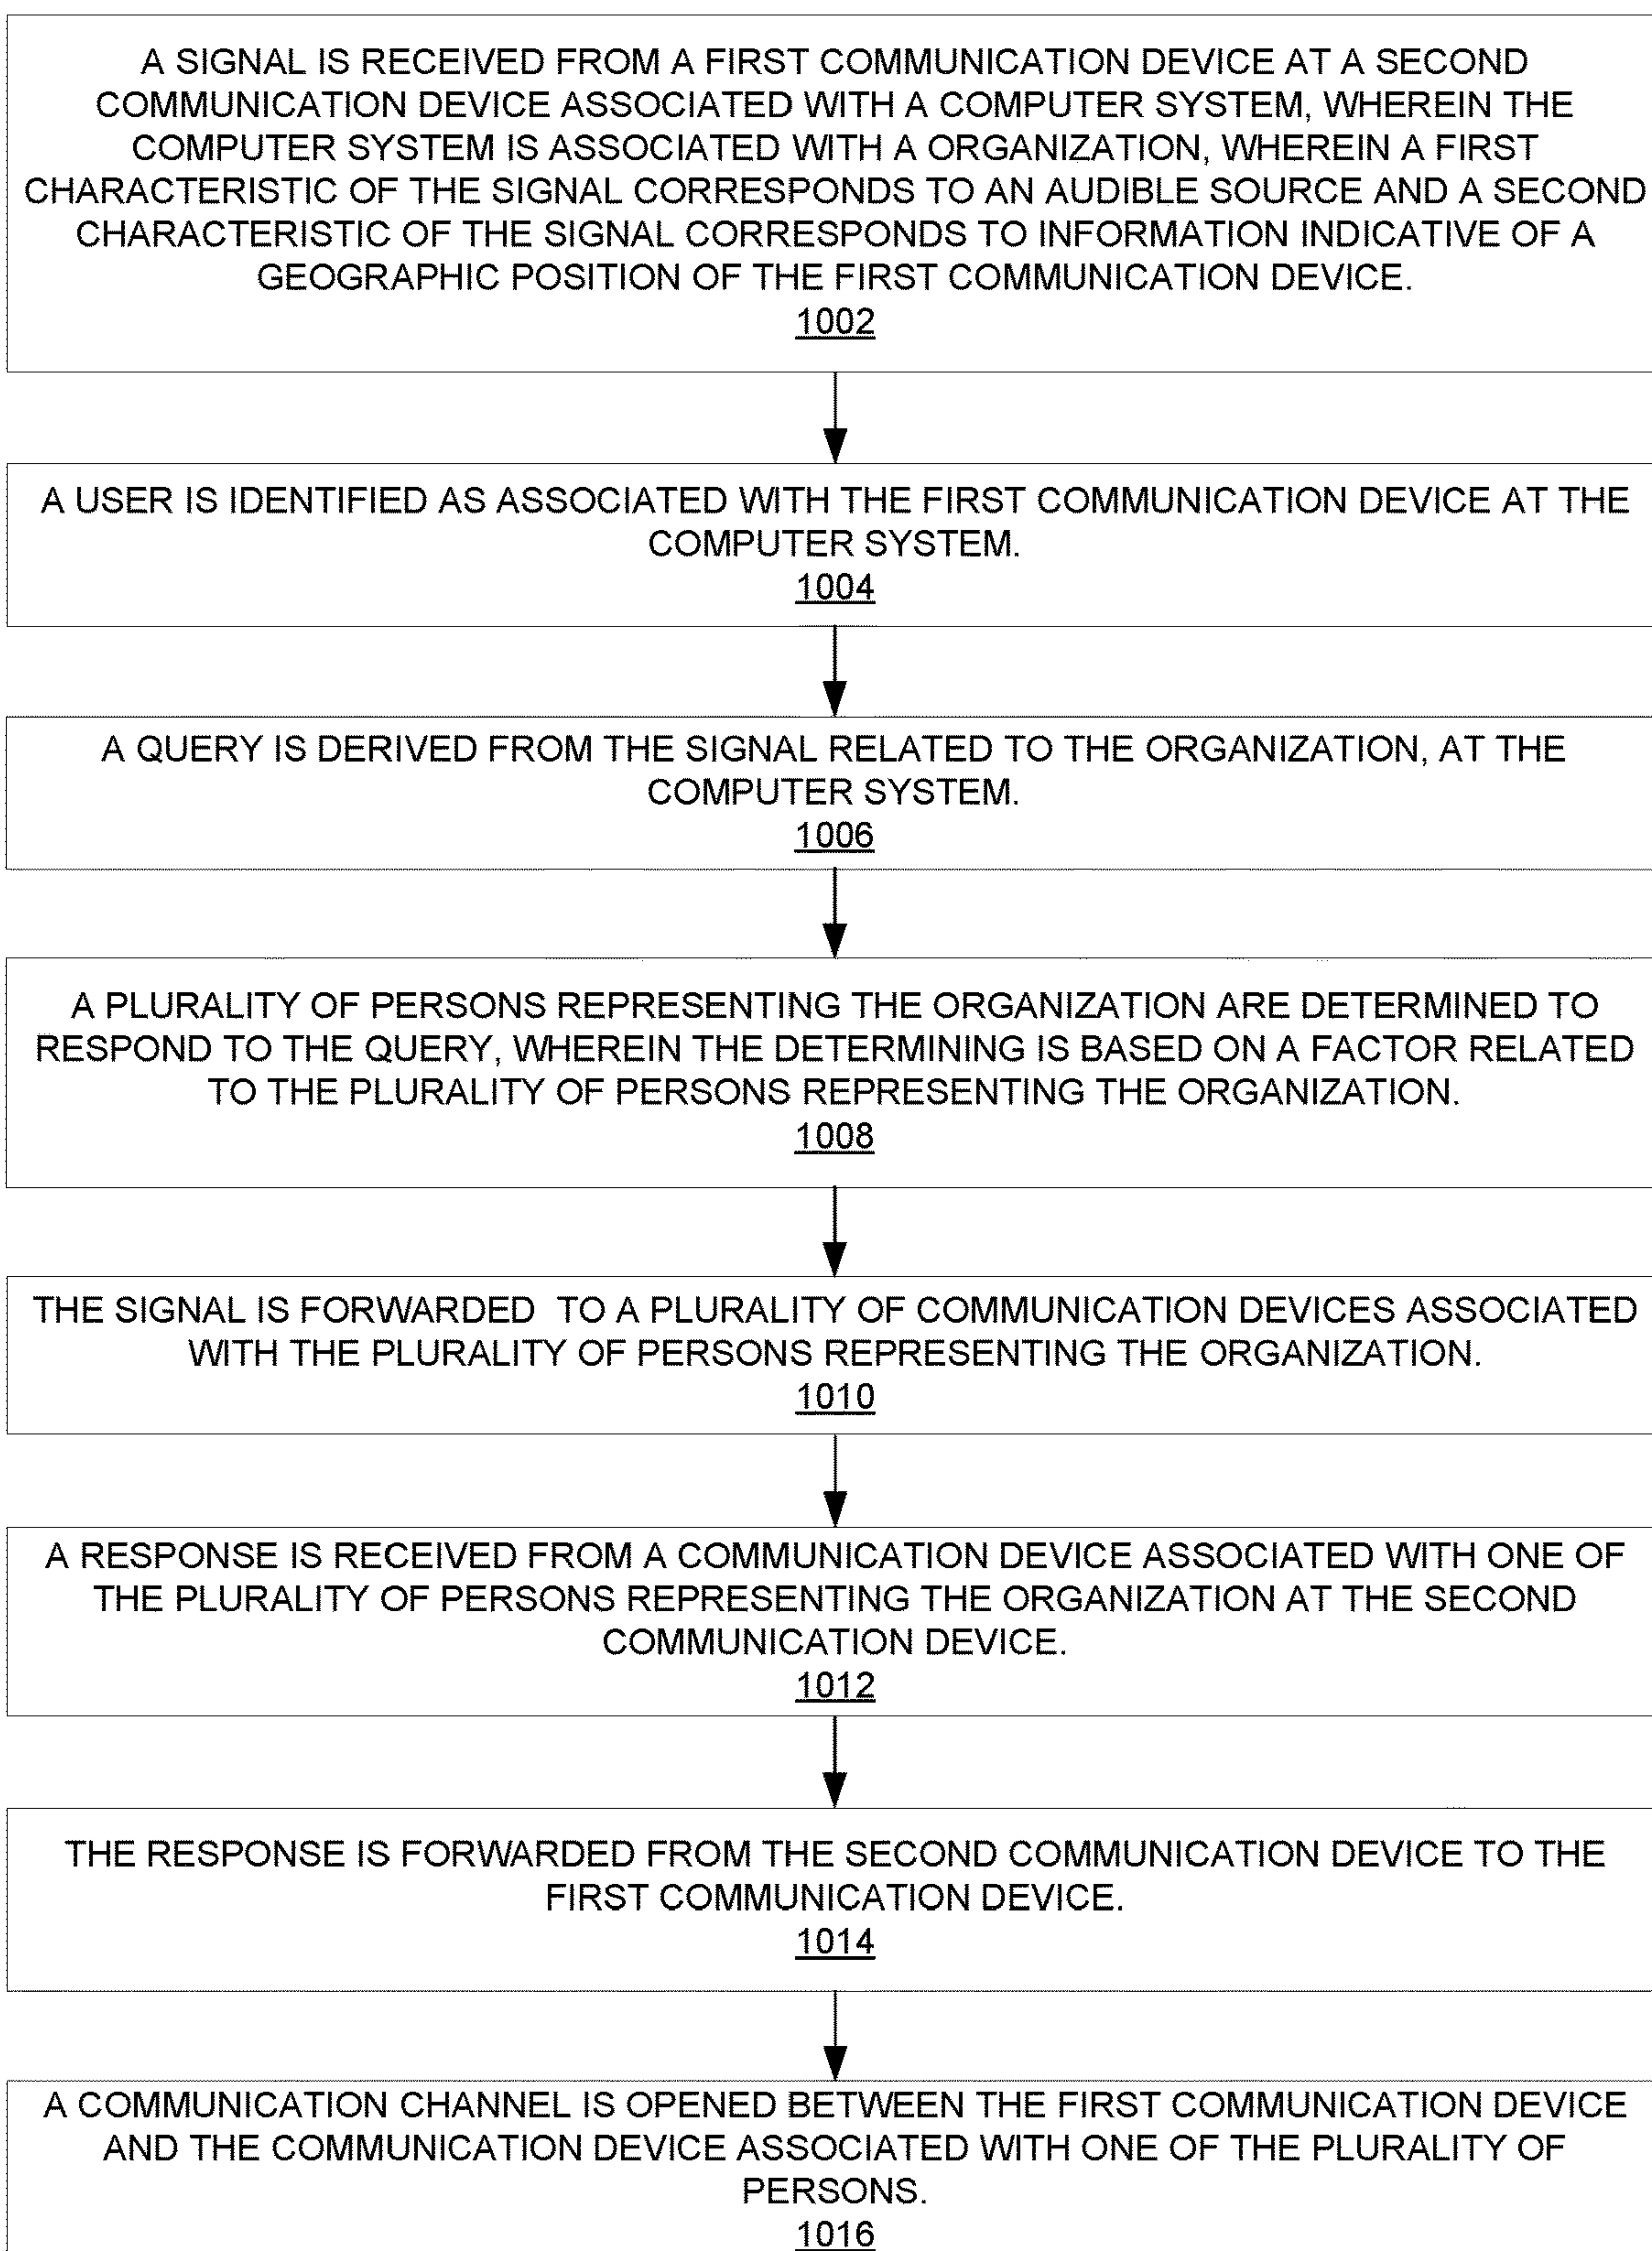 A SIGNAL IS RECEIVED FROM A FIRST COMMUNICATION DEVICE AT A SECOND
COMMUNICATION DEVICE ASSOCIATED WITH A COMPUTER SYSTEM, WHEREIN THE
COMPUTER SYSTEM IS ASSOCIATED WITH A ORGANIZATION, WHEREIN A FIRST
CHARACTERISTIC OF THE SIGNAL CORRESPONDS TO AN AUDIBLE SOURCE AND A SECOND
CHARACTERISTIC OF THE SIGNAL CORRESPONDS TO INFORMATION INDICATIVE OF A
GEOGRAPHIC POSITION OF THE FIRST COMMUNICATION DEVICE.
1002
A USER IS IDENTIFIED AS ASSOCIATED WITH THE FIRST COMMUNICATION DEVICE AT THE
COMPUTER SYSTEM.
1004
A QUERY IS DERIVED FROM THE SIGNAL RELATED TO THE ORGANIZATION, AT THE
COMPUTER SYSTEM.
1006
A PLURALITY OF PERSONS REPRESENTING THE ORGANIZATION ARE DETERMINED TO
RESPOND TO THE QUERY, WHEREIN THE DETERMINING IS BASED ON A FACTOR RELATED
TO THE PLURALITY OF PERSONS REPRESENTING THE ORGANIZATION.
1008
THE SIGNAL IS FORWARDED TO A PLURALITY OF COMMUNICATION DEVICES ASSOCIATED
WITH THE PLURALITY OF PERSONS REPRESENTING THE ORGANIZATION.
1010
A RESPONSE IS RECEIVED FROM A COMMUNICATION DEVICE ASSOCIATED WITH ONE OF
THE PLURALITY OF PERSONS REPRESENTING THE ORGANIZATION AT THE SECOND
COMMUNICATION DEVICE.
1012
THE RESPONSE IS FORWARDED FROM THE SECOND COMMUNICATION DEVICE TO THE
FIRST COMMUNICATION DEVICE.
1014
A COMMUNICATION CHANNEL IS OPENED BETWEEN THE FIRST COMMUNICATION DEVICE
AND THE COMMUNICATION DEVICE ASSOCIATED WITH ONE OF THE PLURALITY OF
PERSONS.
1016